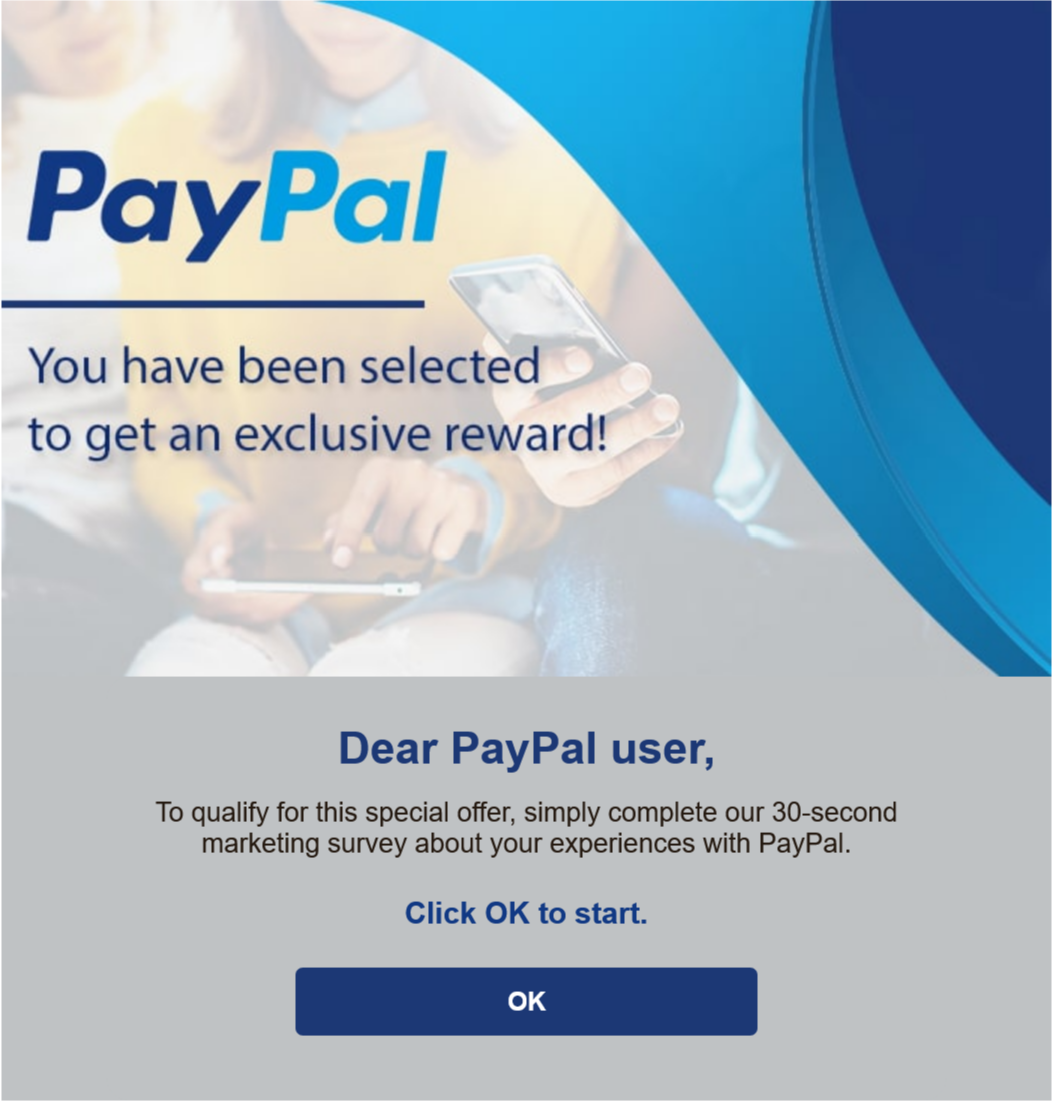 PayPal
You have been selected
to get an exclusive reward!
Dear PayPal user,
To qualify for this special offer, simply complete our 30-second
marketing survey about your experiences with PayPal.
Click OK to start.
OK